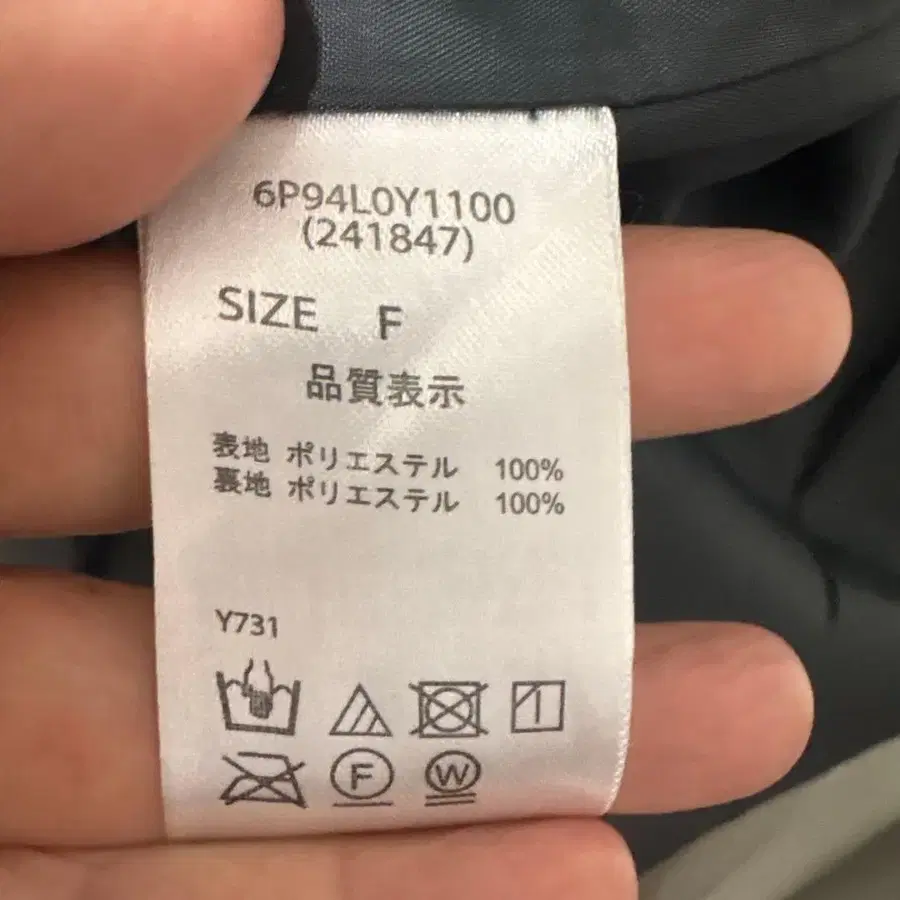 6P94L0Y1100
(241847)
SIZE F
品質表示
表地 ポリエステル 100%
裏地 ポリエステル 100%
Y731
F W